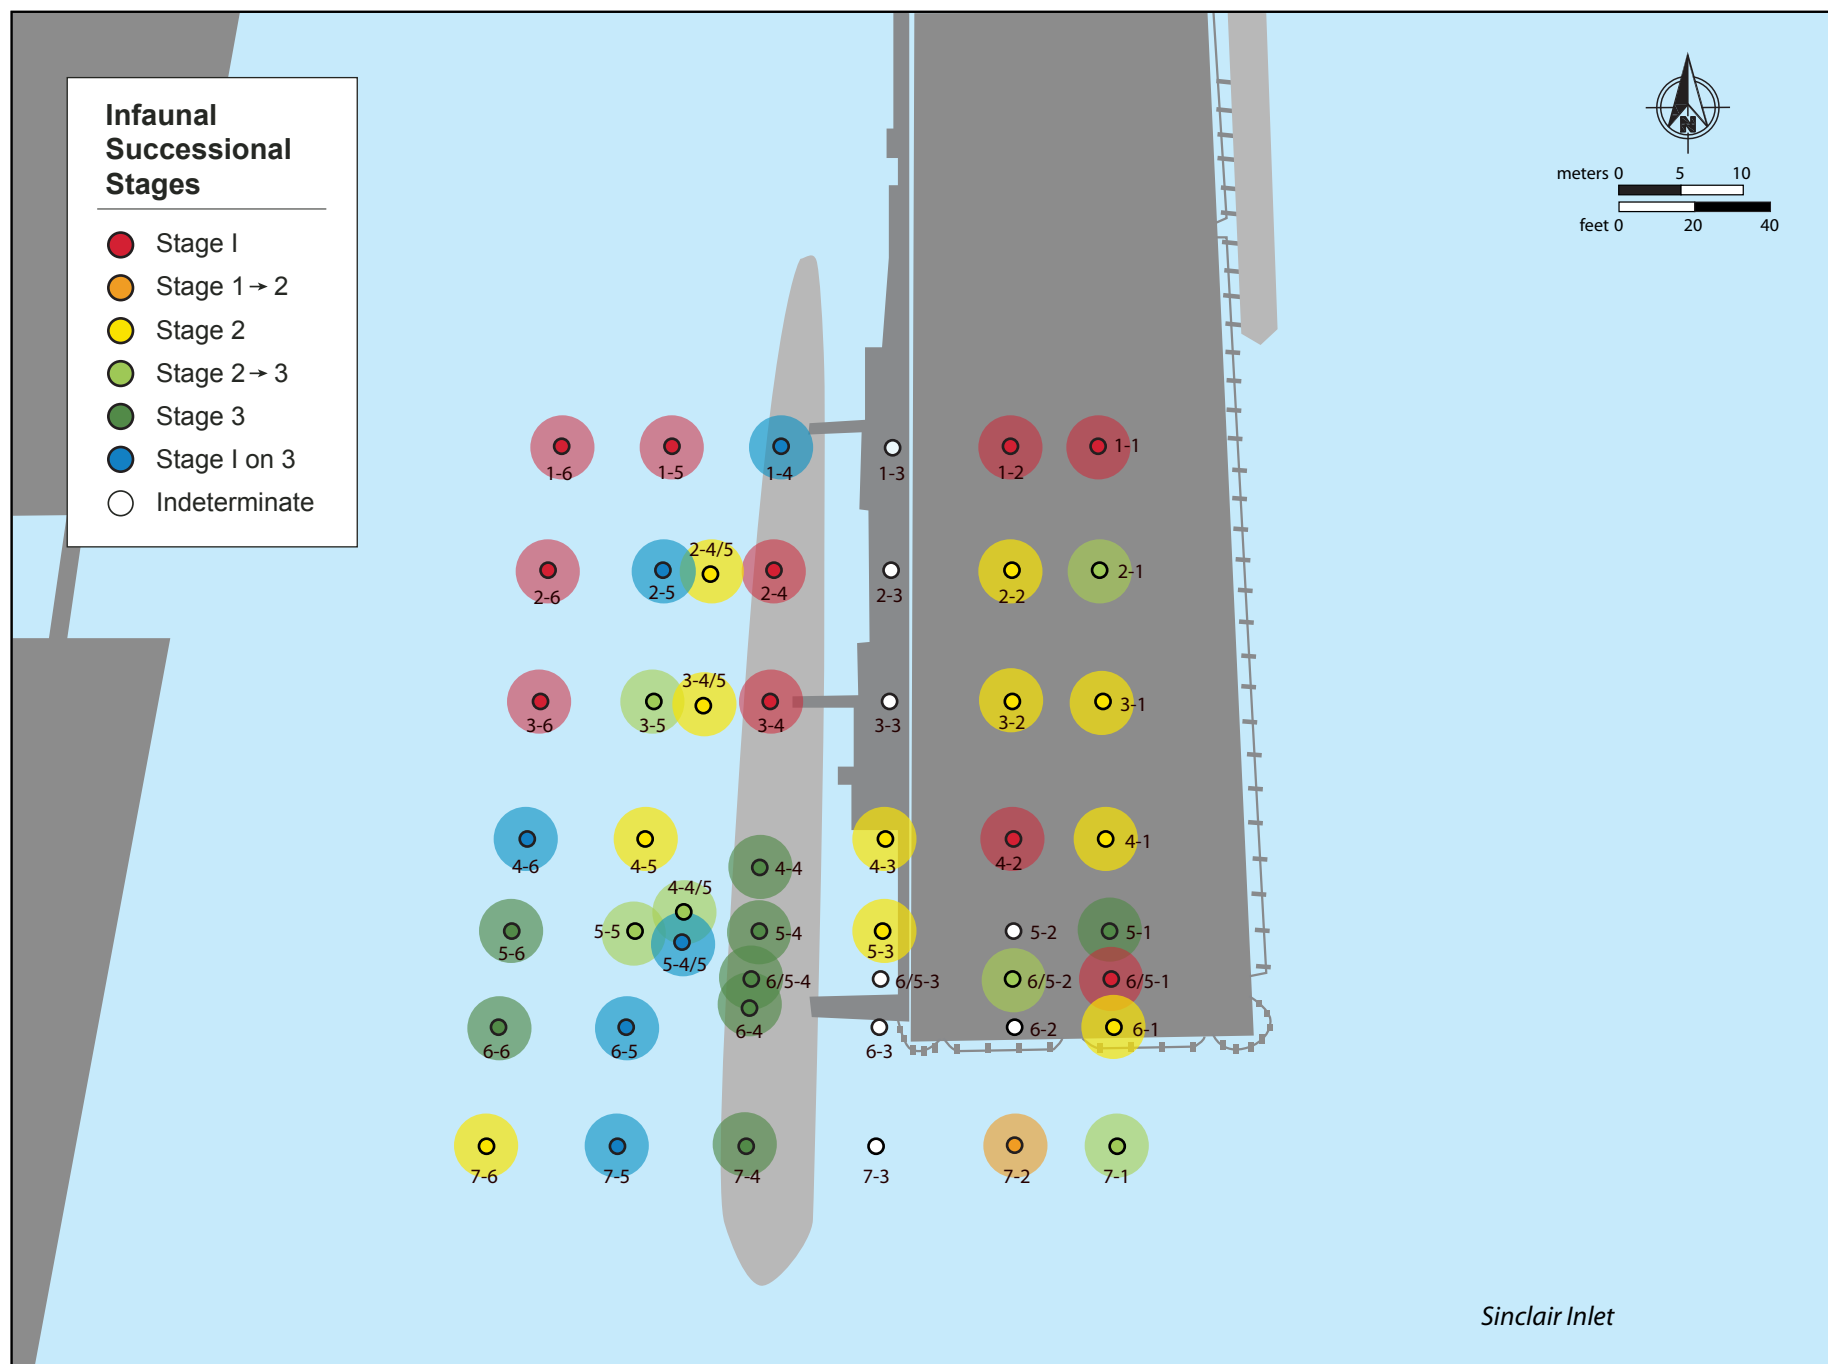 Infaunal
Successional
Stages
Stage I
Stage 1→2
Stage 2
Stage 2→3
Stage 3
Stage I on 3
Indeterminate
N
meters 0 5 10
feet 0 20 40
1-6 1-5 1-4 1-3 1-2 1-1
2-4/5
2-6 2-5 2-4 2-3 2-2 2-1
3-4/5
3-6 3-5 3-4 3-3 3-2 3-1
4-6 4-5 4-4 4-3 4-2 4-1
4-4/5
5-6 5-5 5-4 5-3 5-2 5-1
5-4/5
6/5-4 6/5-3 6/5-2 6/5-1
6-6 6-5 6-4 6-3 6-2 6-1
7-6 7-5 7-4 7-3 7-2 7-1
Sinclair Inlet